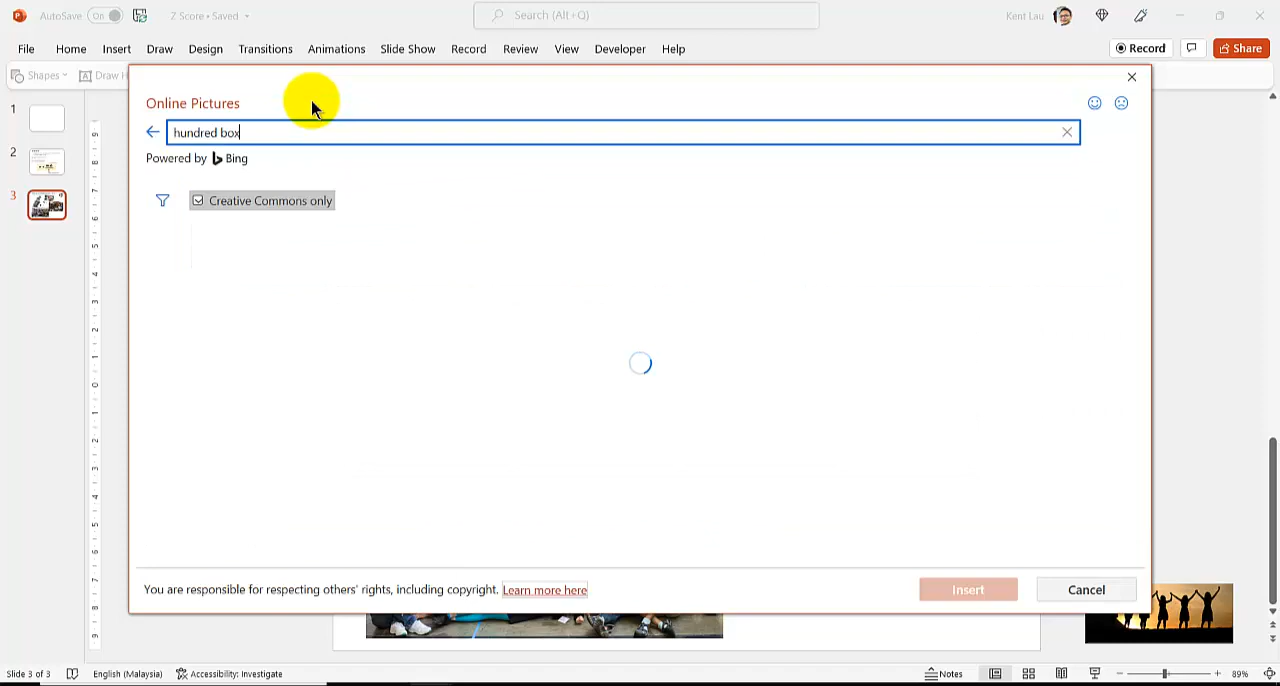 AutoSave On Z Score • Saved Search (Alt+Q) Kent Lau
File Home Insert Draw Design Transitions Animations Slide Show Record Review View Developer Help Record Share
Shapes Draw H
Online Pictures
hundred box
Powered by Bing
Creative Commons only
1
2
3
You are responsible for respecting others' rights, including copyright. Learn more here Insert Cancel
Slide 3 of 3 English (Malaysia) Accessibility: Investigate Notes 89%